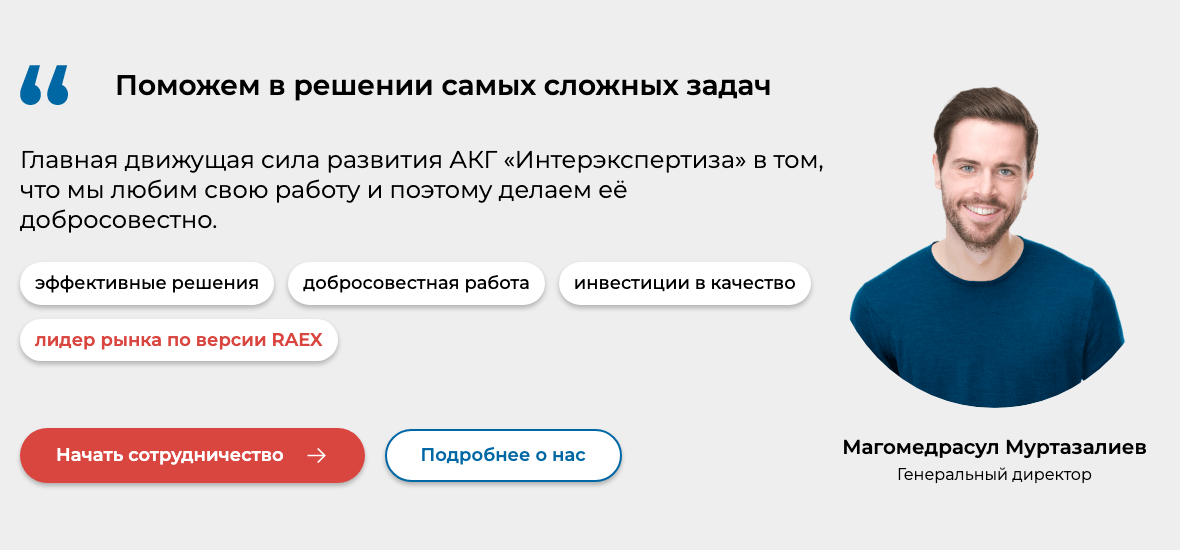 Поможем в решении самых сложных задач
Главная движущая сила развития АКГ «Интерэкспертиза» в том,
что мы любим свою работу и поэтому делаем её
добросовестно.
эффективные решения
добросовестная работа
инвестиции в качество
лидер рынка по версии RAEX
Начать сотрудничество
Подробнее о нас
Магомедрасул Муртазалиев
Генеральный директор